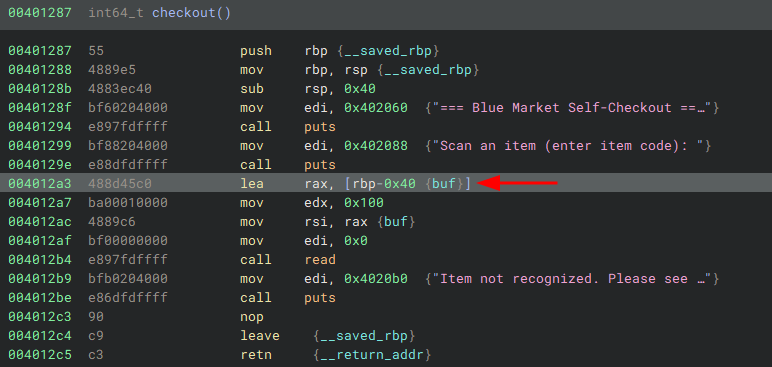 00401287 int64_t checkout()
00401287 55 push rbp {__saved_rbp}
00401288 4889e5 mov rbp, rsp {__saved_rbp}
0040128b 4883ec40 sub rsp, 0x40
0040128f bf60204000 mov edi, 0x402060 {"=== Blue Market Self-Checkout ==…"}
00401294 e897fdffff call puts
00401299 bf88204000 mov edi, 0x402088 {"Scan an item (enter item code): "}
0040129e e88dfdffff call puts
004012a3 488d45c0 lea rax, [rbp-0x40 {buf}]
004012a7 ba00010000 mov edx, 0x100
004012ac 4889c6 mov rsi, rax {buf}
004012af bf00000000 mov edi, 0x0
004012b4 e897fdffff call read
004012b9 bfb0204000 mov edi, 0x4020b0 {"Item not recognized. Please see …"}
004012be e86dfdffff call puts
004012c3 90 nop
004012c4 c9 leave {__saved_rbp}
004012c5 c3 retn {__return_addr}